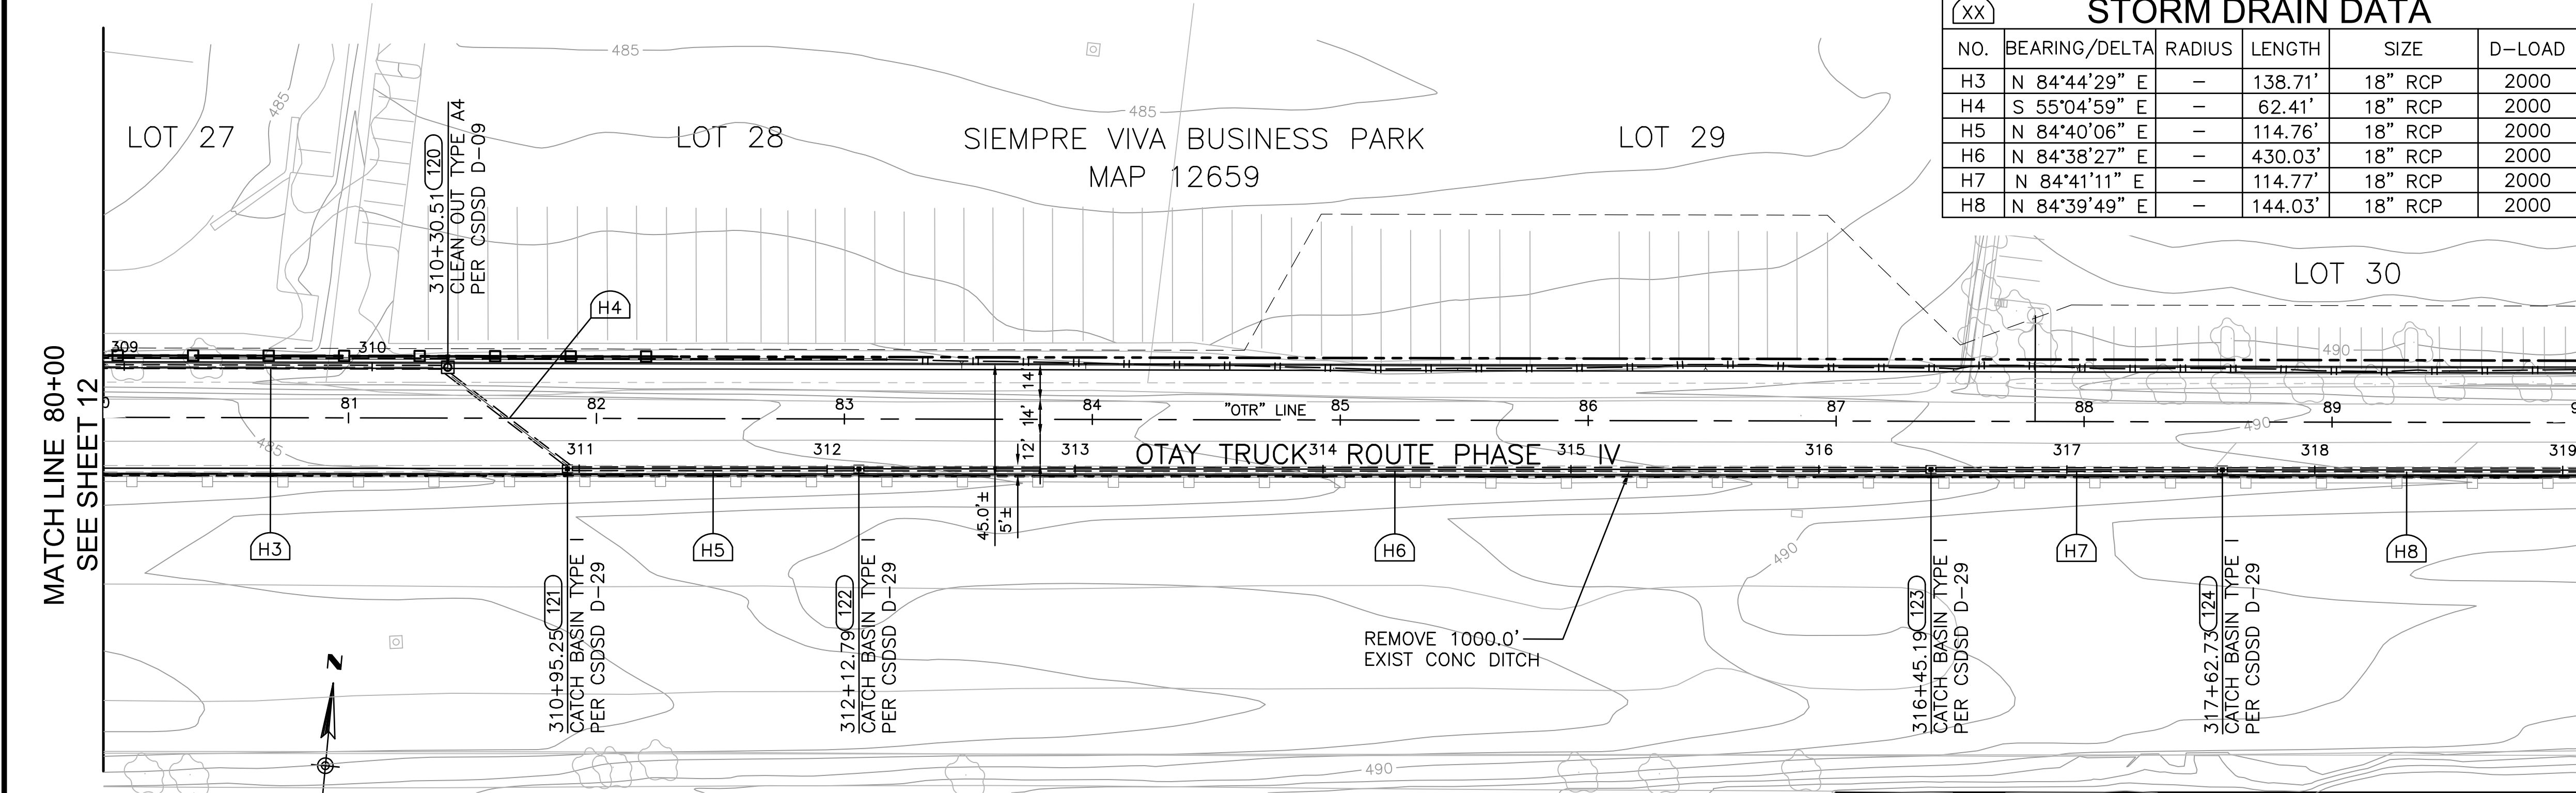 XX STORM DRAIN DATA
NO. BEARING/DELTA RADIUS LENGTH SIZE D-LOAD
H3 N 84°44'29" E - 138.71' 18" RCP 2000
H4 S 55°04'59" E - 62.41' 18" RCP 2000
H5 N 84°40'06" E - 114.76' 18" RCP 2000
H6 N 84°38'27" E - 430.03' 18" RCP 2000
H7 N 84°41'11" E - 114.77' 18" RCP 2000
H8 N 84°39'49" E - 144.03' 18" RCP 2000
485
485
485
LOT 27
LOT 28
SIEMPRE VIVA BUSINESS PARK
MAP 12659
LOT 29
LOT 30
310+30.51 120
CLEAN OUT TYPE A4
PER CSDSD D-09
H4
309 310
490
MATCH LINE 80+00
SEE SHEET 12
81 82 83 84 "OTR" LINE 85 86 87 88 89
14'
14'
12'
485
490
311 312 313 314 315 316 317 318 319
OTAY TRUCK ROUTE PHASE IV
45.0'±
5'±
H3 H5 H6 H7 H8
490
310+95.25 121
CATCH BASIN TYPE I
PER CSDSD D-29
312+12.79 122
CATCH BASIN TYPE I
PER CSDSD D-29
REMOVE 1000.0'
EXIST CONC DITCH
316+45.19 123
CATCH BASIN TYPE I
PER CSDSD D-29
317+62.73 124
CATCH BASIN TYPE I
PER CSDSD D-29
N
490